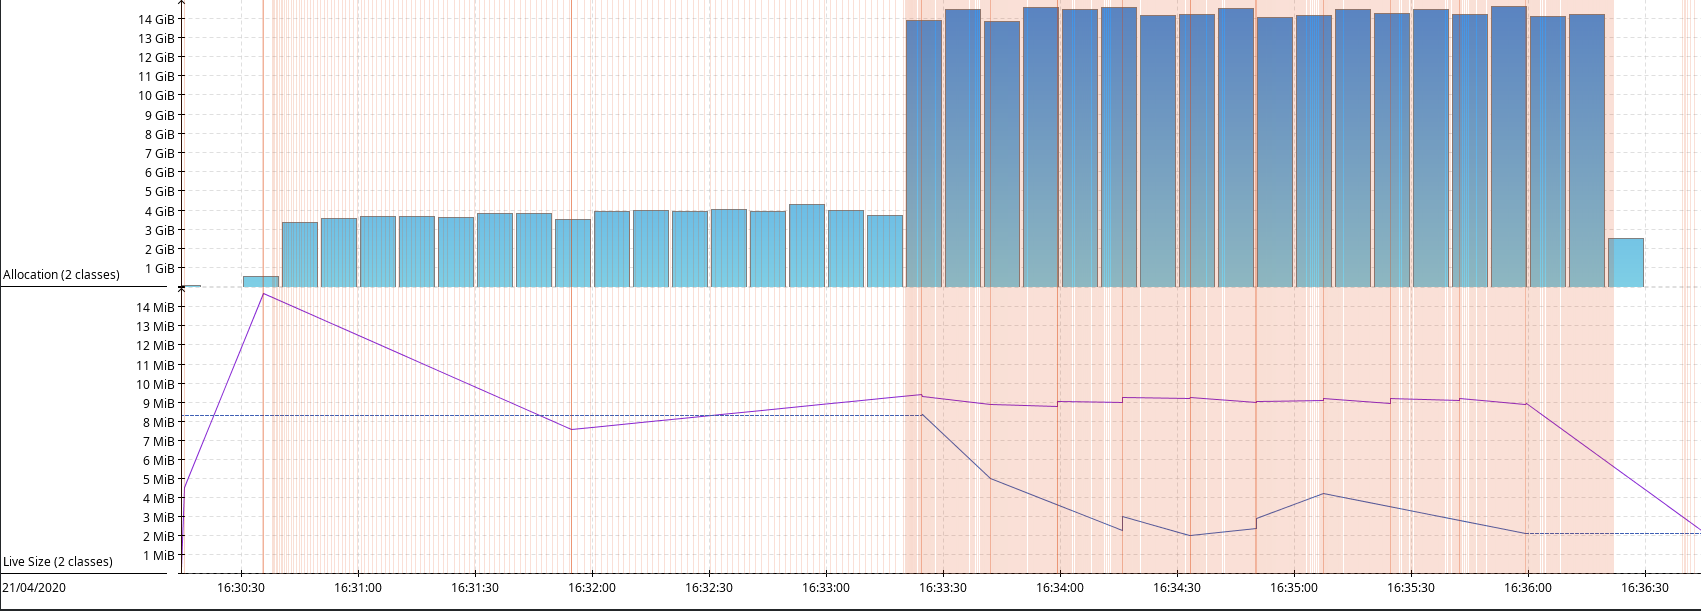 14 GiB
13 GiB
12 GiB
11 GiB
10 GiB
9 GiB
8 GiB
7 GiB
6 GiB
5 GiB
4 GiB
3 GiB
2 GiB
1 GiB
Allocation (2 classes)
14 MiB
13 MiB
12 MiB
11 MiB
10 MiB
9 MiB
8 MiB
7 MiB
6 MiB
5 MiB
4 MiB
3 MiB
2 MiB
1 MiB
Live Size (2 classes)
21/04/2020 16:30:30 16:31:00 16:31:30 16:32:00 16:32:30 16:33:00 16:33:30 16:34:00 16:34:30 16:35:00 16:35:30 16:36:00 16:36:30